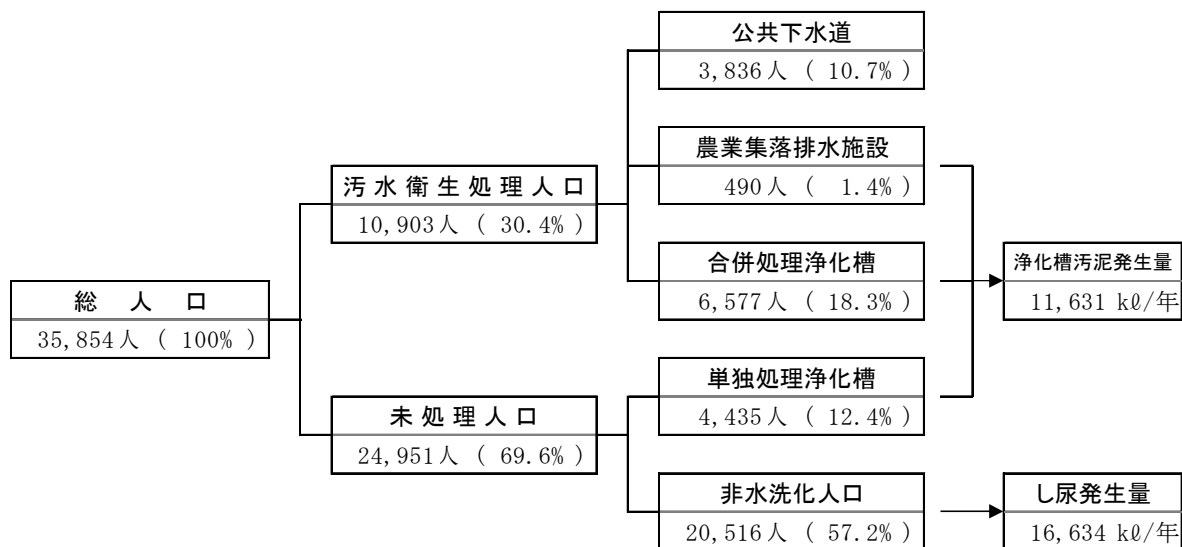 公共下水道
3,836人 ( 10.7% )
農業集落排水施設
490人 ( 1.4% )
汚水衛生処理人口
10,903人 ( 30.4% )
合併処理浄化槽
6,577人 ( 18.3% )
浄化槽汚泥発生量
11,631 kℓ/年
総人口
35,854人 ( 100% )
単独処理浄化槽
4,435人 ( 12.4% )
未処理人口
24,951人 ( 69.6% )
非水洗化人口
20,516人 ( 57.2% )
し尿発生量
16,634 kℓ/年